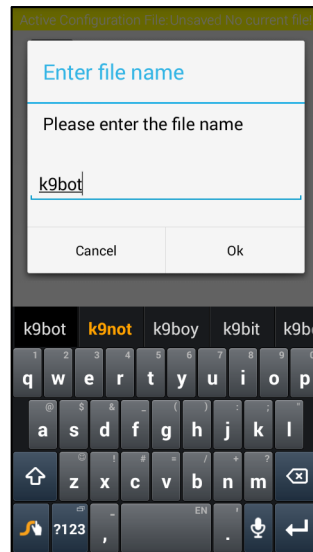 Active Configuration File:Unsaved No current file
Enter file name
Please enter the file name
k9bot
Cancel Ok
k9bot k9not k9boy k9bit k9b
1 2 3 4 5 6 7 8 9 0
q w e r t y u i o p
@ $ & _ ( ) : ; "
a s d f g h j k l
! # = / + ?
z x c v b n m
EN
?123 , .